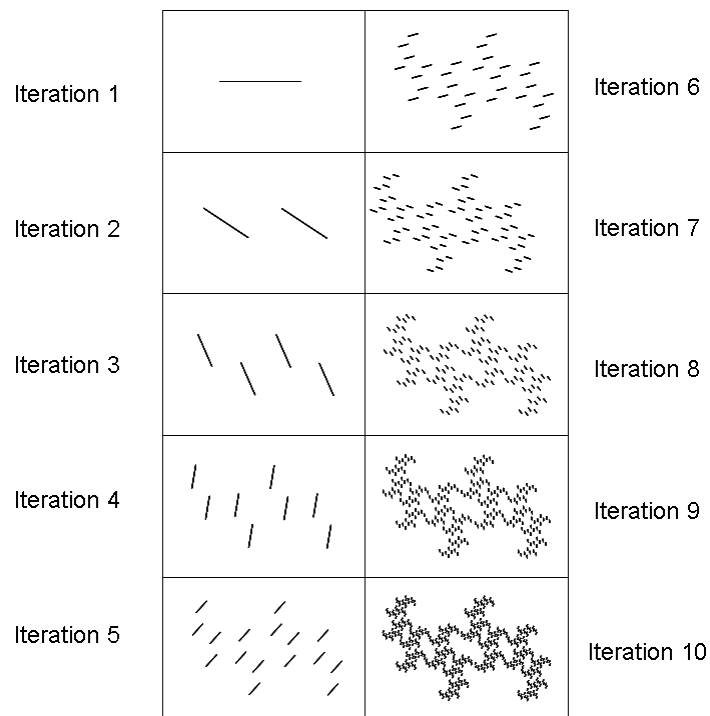 Iteration 1
Iteration 2
Iteration 3
Iteration 4
Iteration 5
Iteration 6
Iteration 7
Iteration 8
Iteration 9
Iteration 10